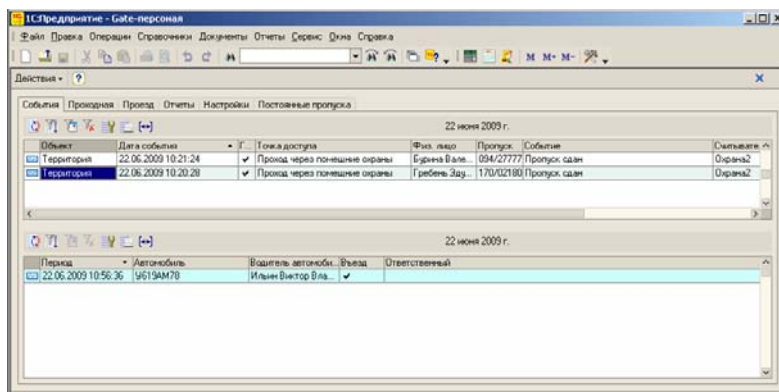 1С:Предприятие - Gate-персонал
Файл Правка Операции Справочники Документы Отчеты Сервис Окна Справка
М М+ М-
Действия ?
События Проходная Проезд Отчеты Настройки Постоянные пропуска
22 июня 2009 г.
Объект Дата события Г... Точка доступа Физ. лицо Пропуск Событие Считывате
Территория 22.06.2009 10:21:24 Проход через помещние охраны Бурина Вале... 094/27777 Пропуск сдан Охрана2
Территория 22.06.2009 10:20:28 Проход через помещние охраны Гребень Эду... 170/02180 Пропуск сдан Охрана2
22 июня 2009 г.
Период Автомобиль Водитель автомоби... Въезд Ответственный
22.06.2009 10:56:36 У619АМ78 Ильин Виктор Вла...